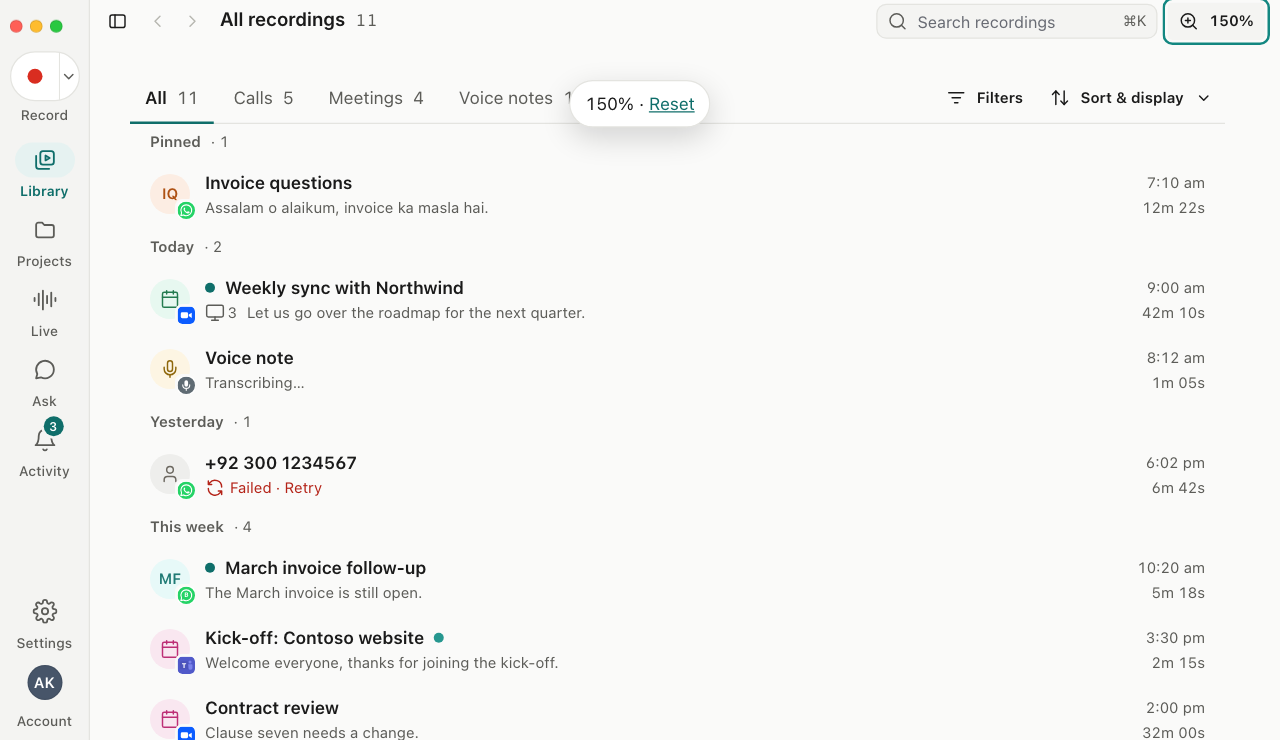 All recordings 11
Search recordings ⌘K
150%
Record
All 11 Calls 5 Meetings 4 Voice notes
150% · Reset
Filters
Sort & display
Library
Projects
Live
Ask
3
Activity
Settings
AK
Account
Pinned · 1
IQ
Invoice questions 7:10 am
Assalam o alaikum, invoice ka masla hai. 12m 22s
Today · 2
Weekly sync with Northwind 9:00 am
3 Let us go over the roadmap for the next quarter. 42m 10s
Voice note 8:12 am
Transcribing… 1m 05s
Yesterday · 1
+92 300 1234567 6:02 pm
Failed · Retry 6m 42s
This week · 4
MF
March invoice follow-up 10:20 am
The March invoice is still open. 5m 18s
Kick-off: Contoso website 3:30 pm
Welcome everyone, thanks for joining the kick-off. 2m 15s
Contract review 2:00 pm
Clause seven needs a change. 32m 00s